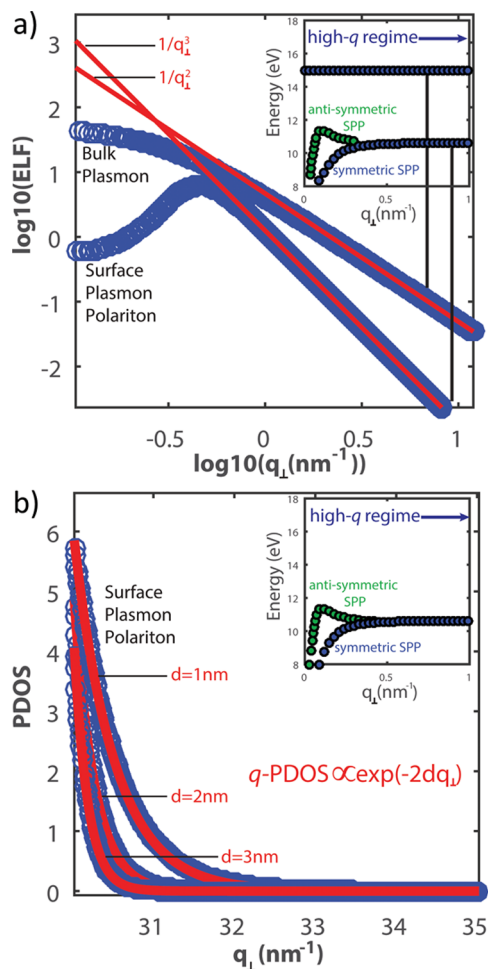 a)
1/q⊥³
1/q⊥²
Bulk
Plasmon
Surface
Plasmon
Polariton
log10(ELF)
3
2
1
0
-1
-2
-0.5
0
0.5
1
log10(q⊥(nm⁻¹))
high-q regime
anti-symmetric
SPP
symmetric SPP
Energy (eV)
18
16
14
12
10
8
0
0.2
0.4
0.6
0.8
1
q⊥(nm⁻¹)
b)
Surface
Plasmon
Polariton
d=1nm
d=2nm
d=3nm
q-PDOS∝exp(-2dq⊥)
PDOS
6
5
4
3
2
1
0
31
32
33
34
35
q⊥(nm⁻¹)
high-q regime
anti-symmetric
SPP
symmetric SPP
Energy (eV)
18
16
14
12
10
8
0
0.2
0.4
0.6
0.8
1
q⊥(nm⁻¹)